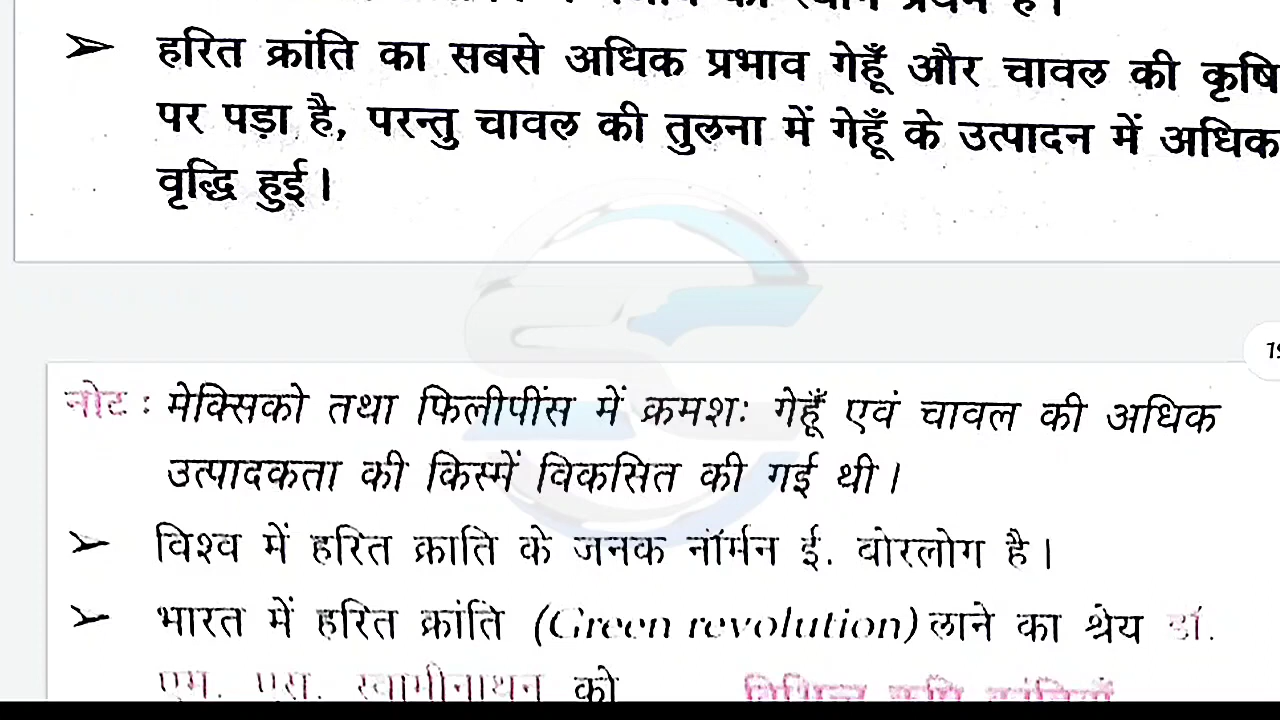 हरित क्रांति का सबसे अधिक प्रभाव गेहूँ और चावल की कृषि
पर पड़ा है, परन्तु चावल की तुलना में गेहूँ के उत्पादन में अधिक
वृद्धि हुई।
नोट : मेक्सिको तथा फिलीपींस में क्रमशः गेहूँ एवं चावल की अधिक
उत्पादकता की किस्में विकसित की गई थी।
विश्व में हरित क्राति के जनक नॉर्मन ई. वोरलोग है।
भारत में हरित क्रांति (Green revolution) लाने का श्रेय डॉ.
एम. एस. स्वामीनाथन को